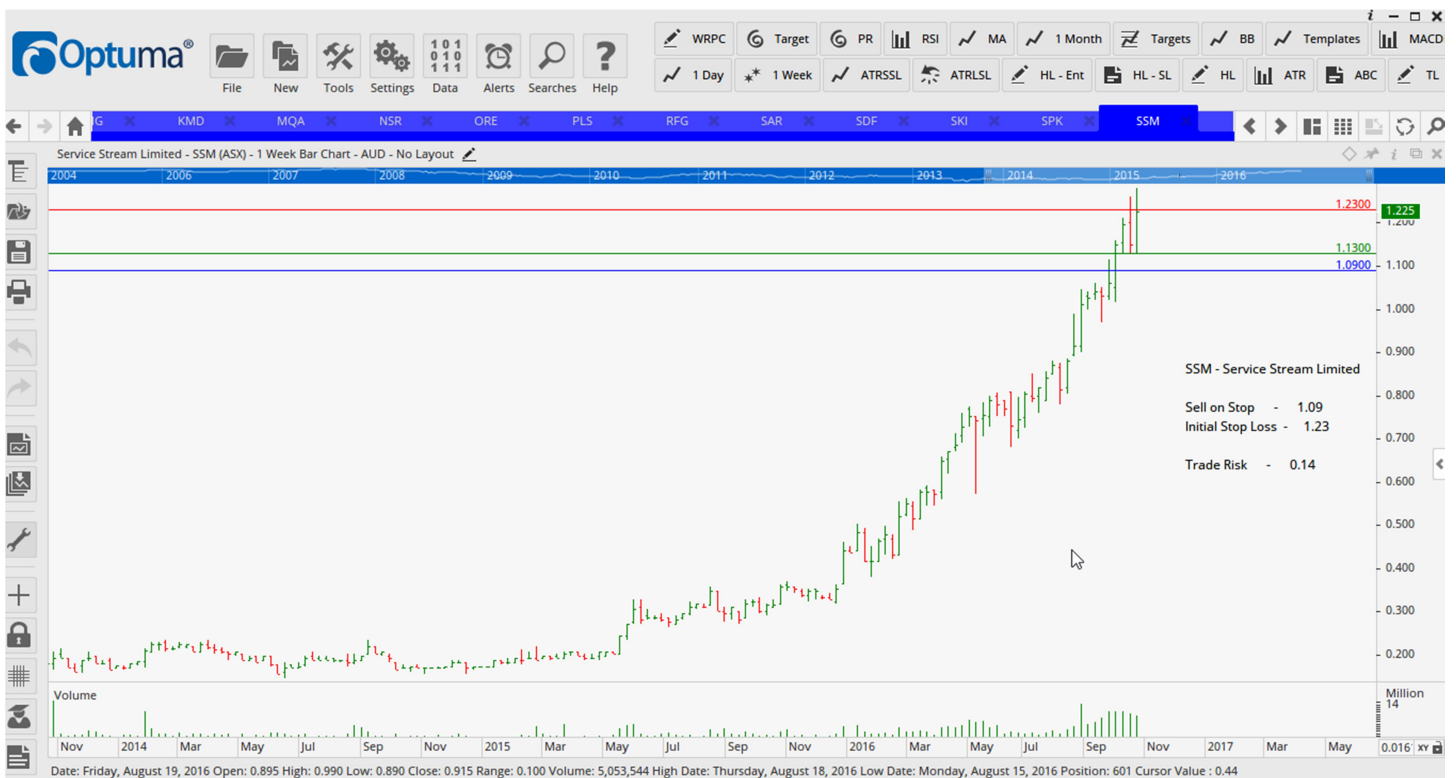 Optuma®
File
New
Tools
Settings
Data
Alerts
Searches
Help
WRPC Target PR RSI MA 1 Month Targets BB Templates MACD
1 Day 1 Week ATRSSL ATRLSL HL - Ent HL - SL HL ATR ABC TL
IG KMD MQA NSR ORE PLS RFG SAR SDF SKI SPK SSM
Service Stream Limited - SSM (ASX) - 1 Week Bar Chart - AUD - No Layout
2004 2006 2007 2008 2009 2010 2011 2012 2013 2014 2015 2016
1.2300
1.225
1.200
1.1300
1.0900
1.100
1.000
0.900
SSM - Service Stream Limited
0.800
Sell on Stop - 1.09
Initial Stop Loss - 1.23
0.700
Trade Risk - 0.14
0.600
0.500
0.400
0.300
0.200
Volume
Million
14
Nov 2014 Mar May Jul Sep Nov 2015 Mar May Jul Sep Nov 2016 Mar May Jul Sep Nov 2017 Mar May 0.016 XY
Date: Friday, August 19, 2016 Open: 0.895 High: 0.990 Low: 0.890 Close: 0.915 Range: 0.100 Volume: 5,053,544 High Date: Thursday, August 18, 2016 Low Date: Monday, August 15, 2016 Position: 601 Cursor Value : 0.44